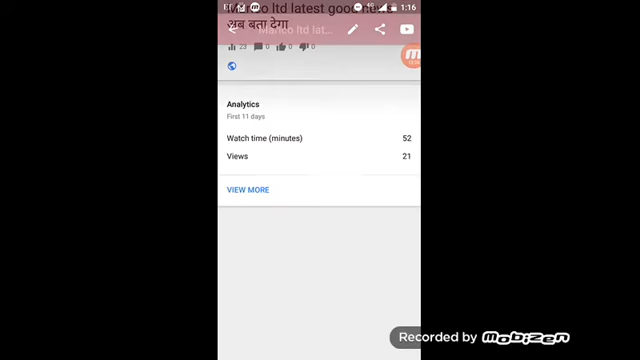 1:16
Marico ltd latest good news
अब बता देगा
Marico ltd lat...
23 0 0 0
Analytics
First 11 days
Watch time (minutes) 52
Views 21
VIEW MORE
Recorded by MOBIZEN